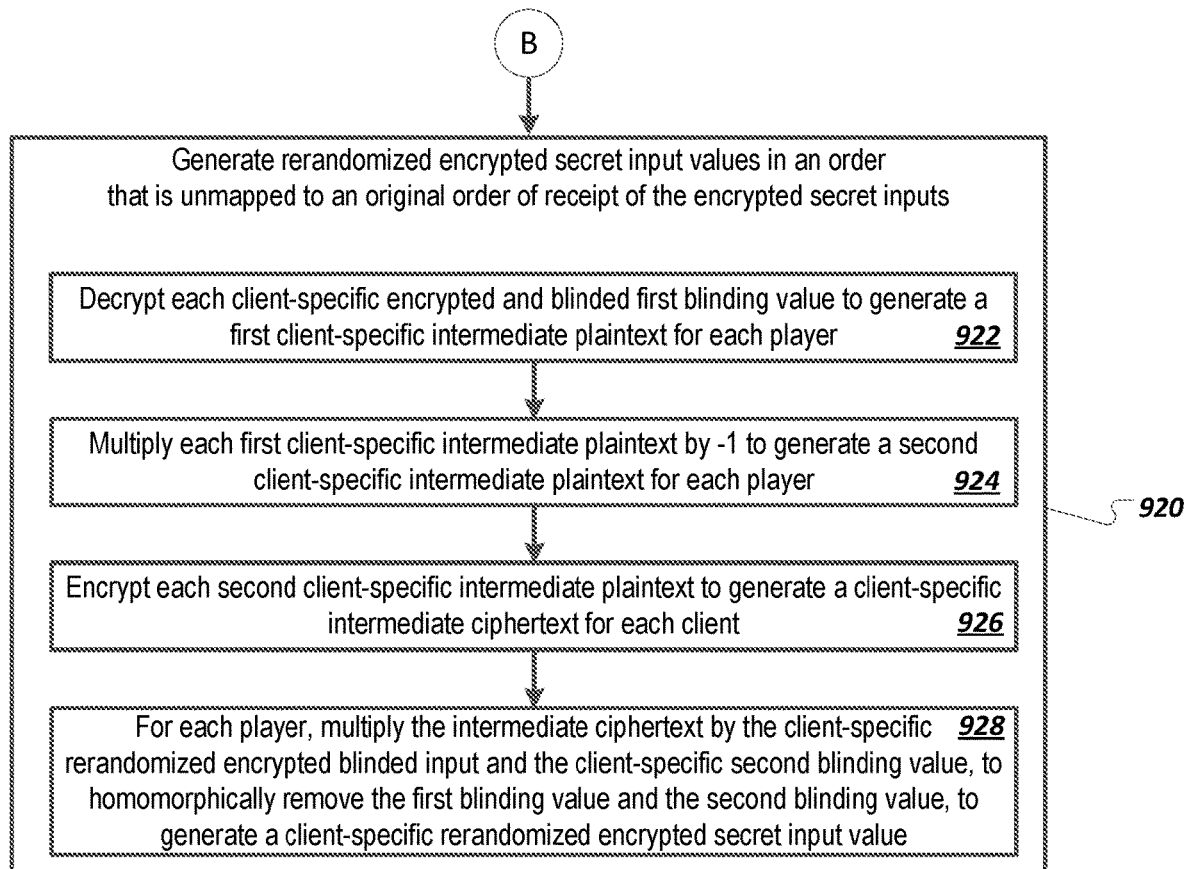 B
Generate rerandomized encrypted secret input values in an order
that is unmapped to an original order of receipt of the encrypted secret inputs
Decrypt each client-specific encrypted and blinded first blinding value to generate a
first client-specific intermediate plaintext for each player 922
Multiply each first client-specific intermediate plaintext by -1 to generate a second
client-specific intermediate plaintext for each player 924
920
Encrypt each second client-specific intermediate plaintext to generate a client-specific
intermediate ciphertext for each client 926
For each player, multiply the intermediate ciphertext by the client-specific 928
rerandomized encrypted blinded input and the client-specific second blinding value, to
homomorphically remove the first blinding value and the second blinding value, to
generate a client-specific rerandomized encrypted secret input value